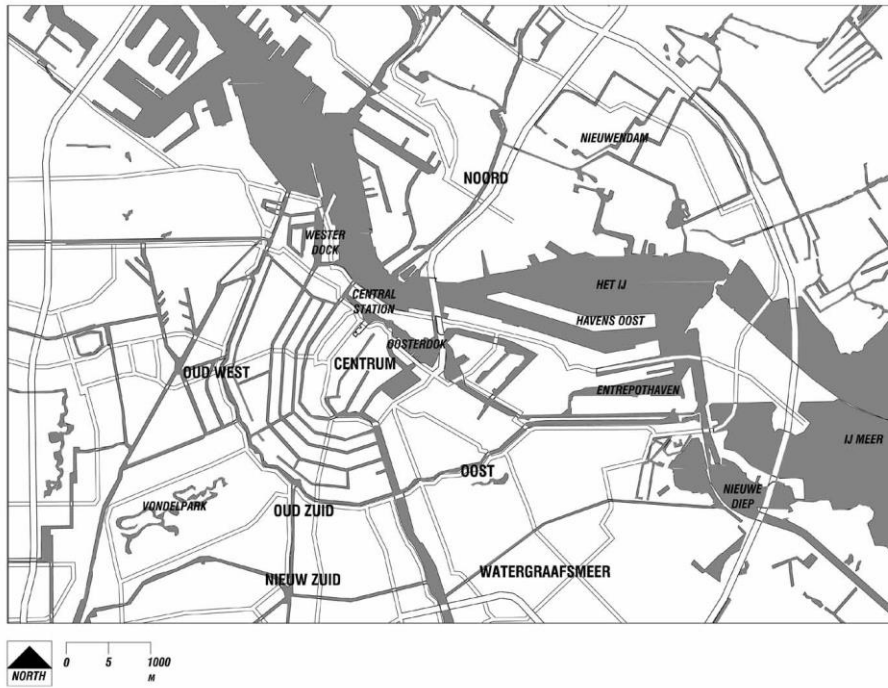 NIEUWENDAM
NOORD
WESTER
DOCK
HET IJ
CENTRAL
STATION
HAVENS OOST
OOSTERDOK
CENTRUM
OUD WEST
ENTREPOTHAVEN
IJ MEER
OOST
NIEUWE
DIEP
VONDELPARK
OUD ZUID
NIEUW ZUID
WATERGRAAFSMEER
0 5 1000
M
NORTH